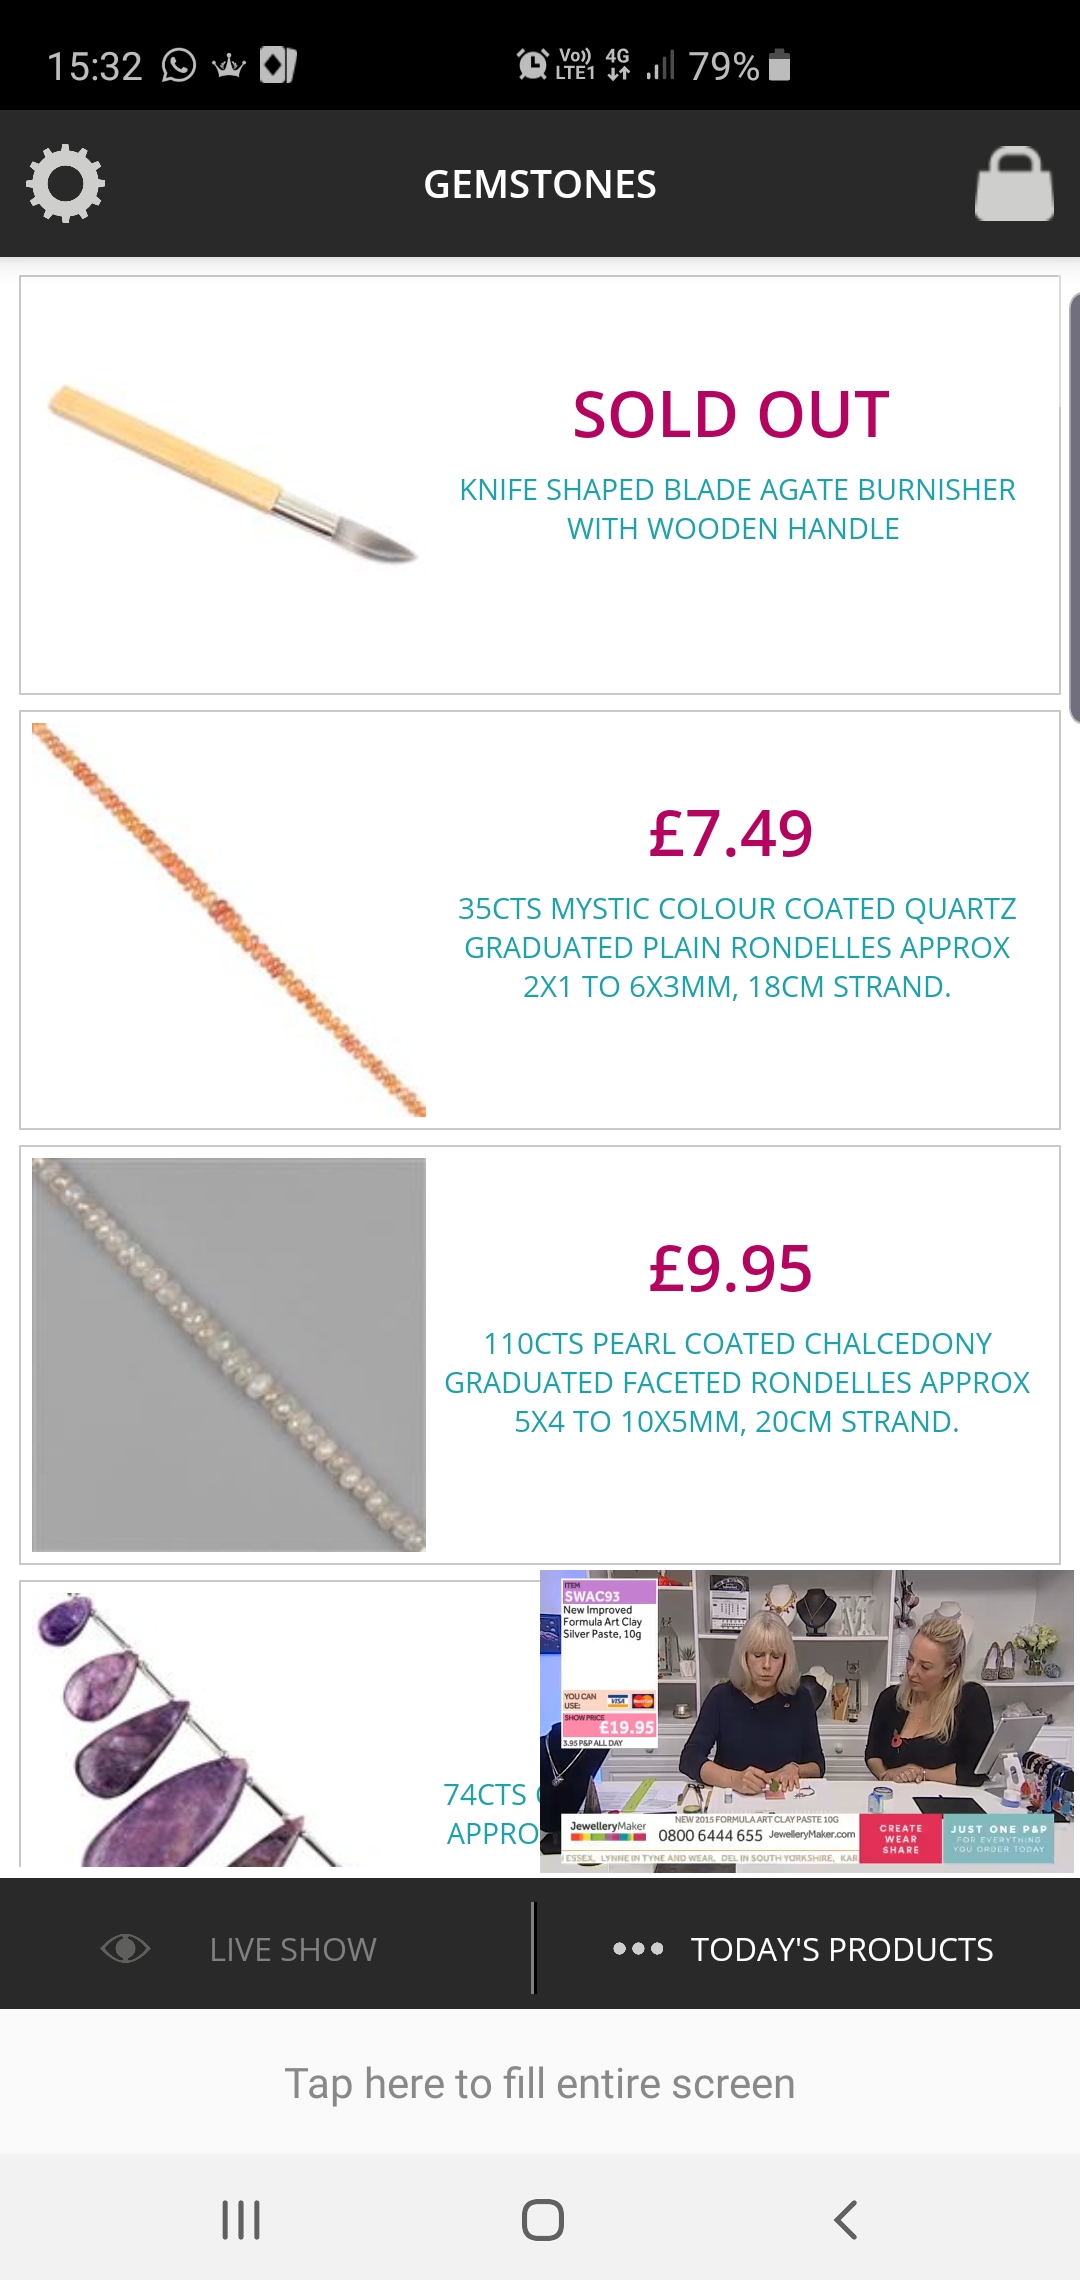 15:32
Vo)) LTE1 4G 79%
GEMSTONES
SOLD OUT
KNIFE SHAPED BLADE AGATE BURNISHER
WITH WOODEN HANDLE
£7.49
35CTS MYSTIC COLOUR COATED QUARTZ
GRADUATED PLAIN RONDELLES APPROX
2X1 TO 6X3MM, 18CM STRAND.
£9.95
110CTS PEARL COATED CHALCEDONY
GRADUATED FACETED RONDELLES APPROX
5X4 TO 10X5MM, 20CM STRAND.
74CTS
APPRO
ITEM
SWAC93
New Improved
Formula Art Clay
Silver Paste, 10g
YOU CAN
USE:
VISA
SHOW PRICE
£19.95
3.95 P&P ALL DAY
NEW 2015 FORMULA ART CLAY PASTE 10G
JewelleryMaker
0800 6444 655 JewelleryMaker.com
ESSEX, LYNNE IN TYNE AND WEAR, DEL IN SOUTH YORKSHIRE, KAR
CREATE
WEAR
SHARE
JUST ONE P&P
FOR EVERYTHING
YOU ORDER TODAY
LIVE SHOW
TODAY'S PRODUCTS
Tap here to fill entire screen